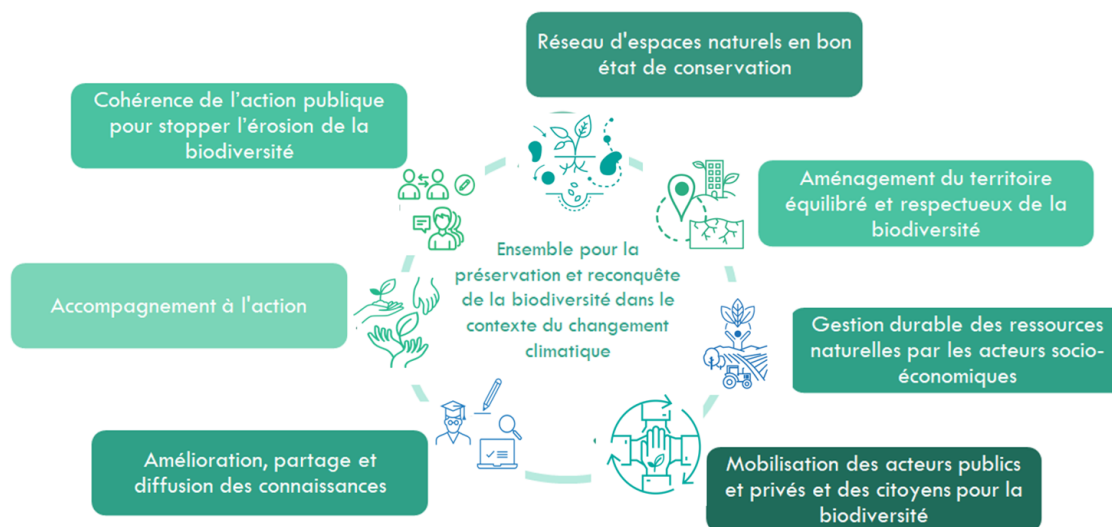 Réseau d'espaces naturels en bon
état de conservation
Cohérence de l'action publique
pour stopper l'érosion de la
biodiversité
Aménagement du territoire
équilibré et respectueux de la
biodiversité
Ensemble pour la
préservation et reconquête
de la biodiversité dans le
contexte du changement
climatique
Accompagnement à l'action
Gestion durable des ressources
naturelles par les acteurs socio-
économiques
Amélioration, partage et
diffusion des connaissances
Mobilisation des acteurs publics
et privés et des citoyens pour la
biodiversité